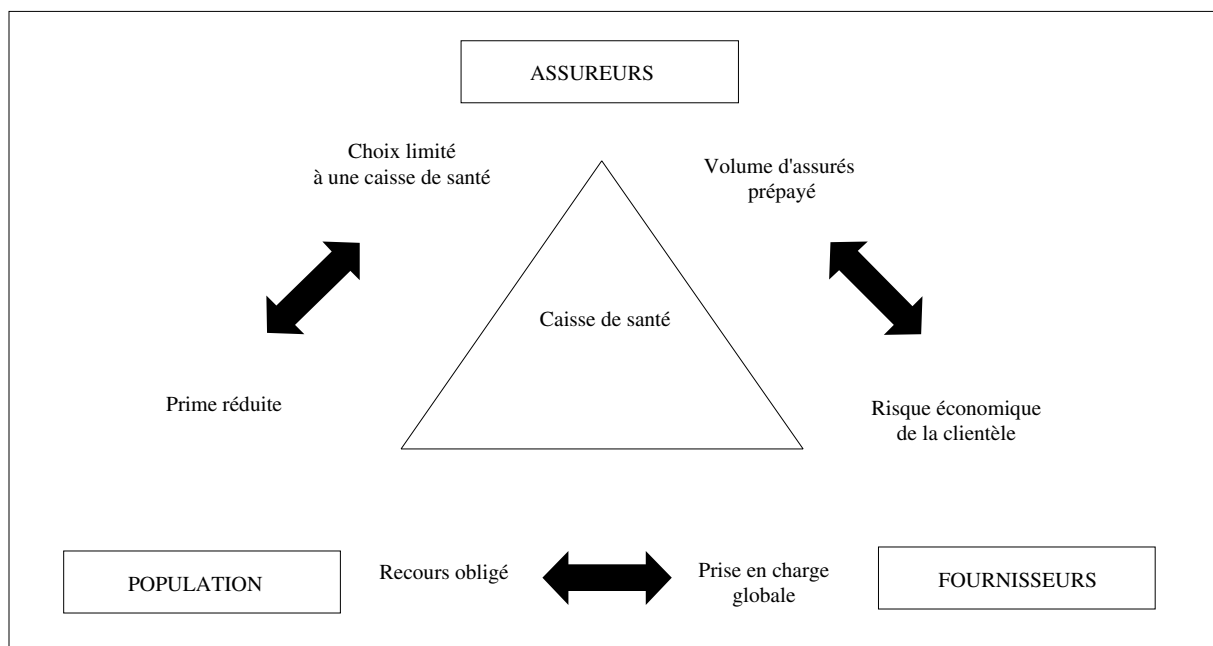 ASSUREURS
Choix limité
à une caisse de santé
Volume d'assurés
prépayé
Caisse de santé
Prime réduite
Risque économique
de la clientèle
POPULATION
Recours obligé
Prise en charge
globale
FOURNISSEURS